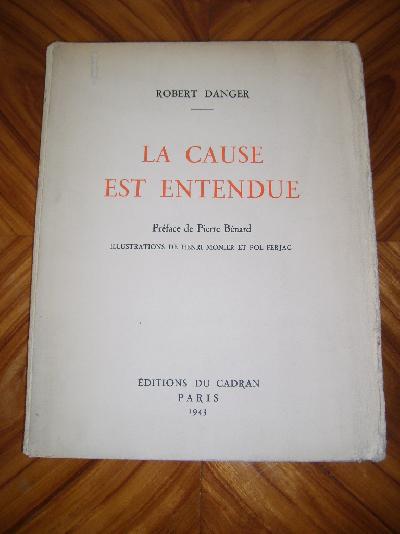 ROBERT DANGER
LA CAUSE
EST ENTENDUE
Préface de Pierre Bénard
ILLUSTRATIONS DE HENRI MONIER ET POL FERJAC
ÉDITIONS DU CADRAN
PARIS
1943